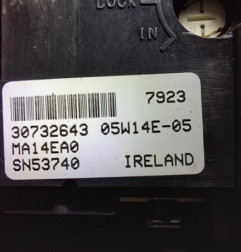 LOCK
IN
7923
30732643 05W14E-05
MA14EA0
SN53740 IRELAND